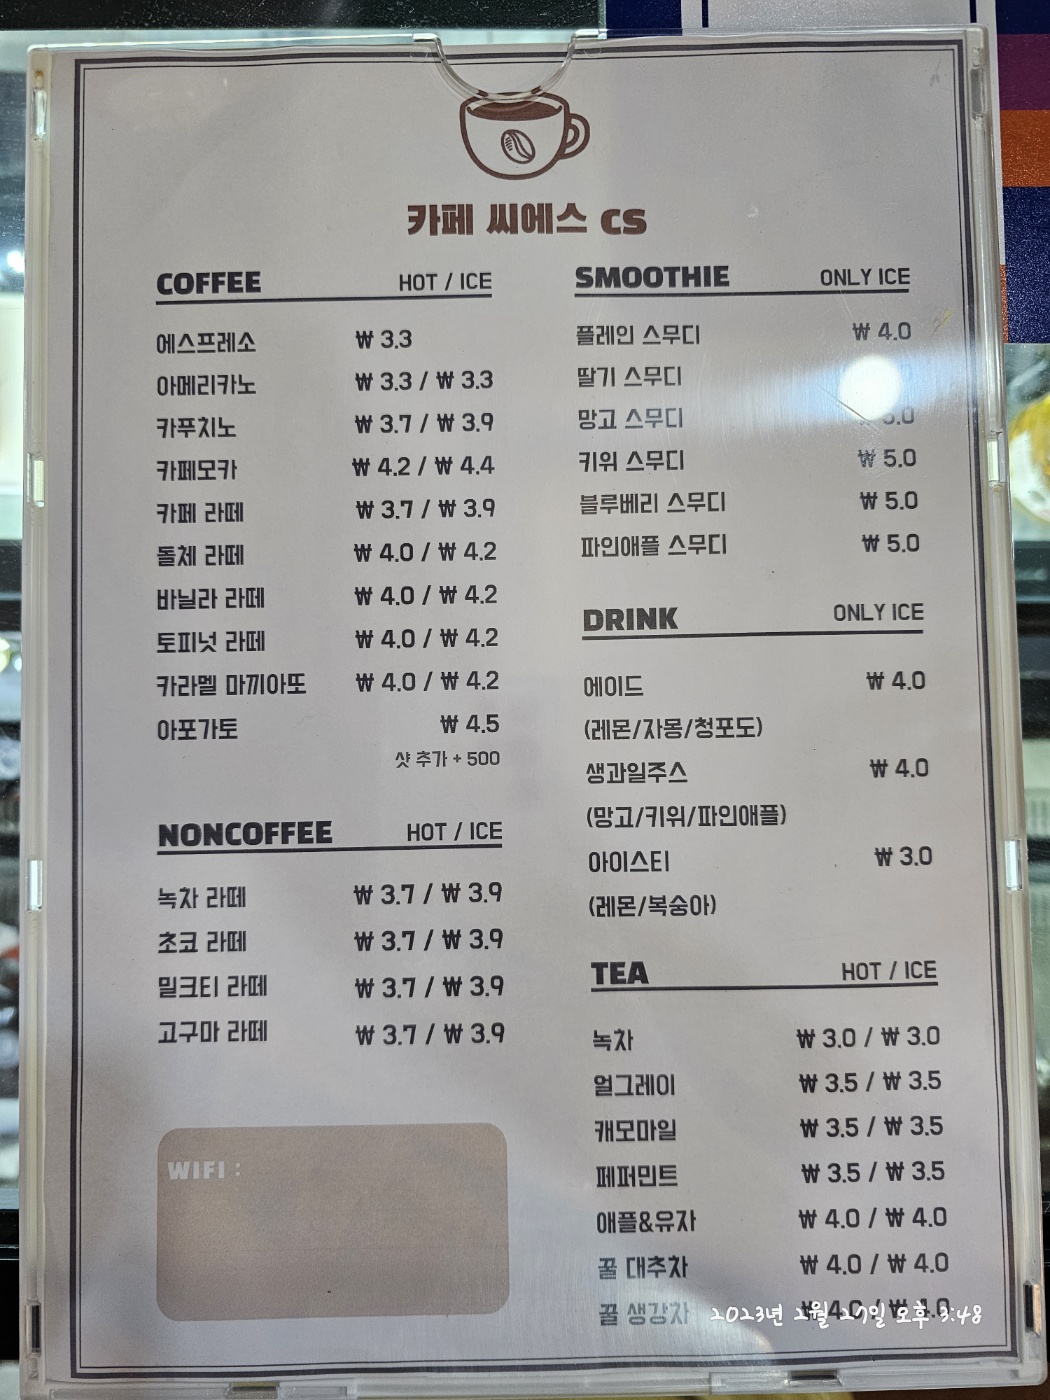 카페 씨에스 CS
COFFEE HOT / ICE
에스프레소 ₩ 3.3
아메리카노 ₩ 3.3 / ₩ 3.3
카푸치노 ₩ 3.7 / ₩ 3.9
카페모카 ₩ 4.2 / ₩ 4.4
카페 라떼 ₩ 3.7 / ₩ 3.9
돌체 라떼 ₩ 4.0 / ₩ 4.2
바닐라 라떼 ₩ 4.0 / ₩ 4.2
토피넛 라떼 ₩ 4.0 / ₩ 4.2
카라멜 마끼아또 ₩ 4.0 / ₩ 4.2
아포가토 ₩ 4.5
샷 추가 + 500
NONCOFFEE HOT / ICE
녹차 라떼 ₩ 3.7 / ₩ 3.9
초코 라떼 ₩ 3.7 / ₩ 3.9
밀크티 라떼 ₩ 3.7 / ₩ 3.9
고구마 라떼 ₩ 3.7 / ₩ 3.9
WIFI :
SMOOTHIE ONLY ICE
플레인 스무디 ₩ 4.0
딸기 스무디
망고 스무디
키위 스무디 ₩ 5.0
블루베리 스무디 ₩ 5.0
파인애플 스무디 ₩ 5.0
DRINK ONLY ICE
에이드 ₩ 4.0
(레몬/자몽/청포도)
생과일주스 ₩ 4.0
(망고/키위/파인애플)
아이스티 ₩ 3.0
(레몬/복숭아)
TEA HOT / ICE
녹차 ₩ 3.0 / ₩ 3.0
얼그레이 ₩ 3.5 / ₩ 3.5
캐모마일 ₩ 3.5 / ₩ 3.5
페퍼민트 ₩ 3.5 / ₩ 3.5
애플&유자 ₩ 4.0 / ₩ 4.0
꿀 대추차 ₩ 4.0 / ₩ 4.0
꿀 생강차 ₩ 4.0 / ₩ 4.0
2023년 2월 27일 오후 3:48